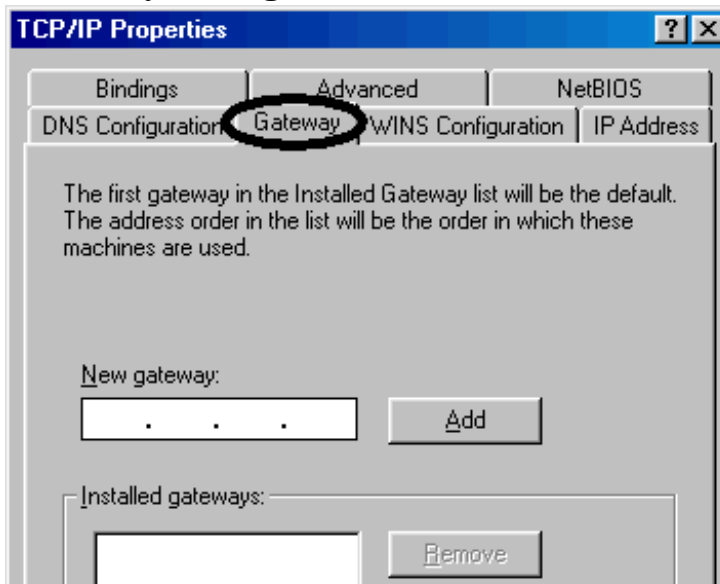 TCP/IP Properties
Bindings Advanced NetBIOS
DNS Configuration Gateway WINS Configuration IP Address
The first gateway in the Installed Gateway list will be the default.
The address order in the list will be the order in which these
machines are used.
New gateway:
. . . Add
Installed gateways:
Remove